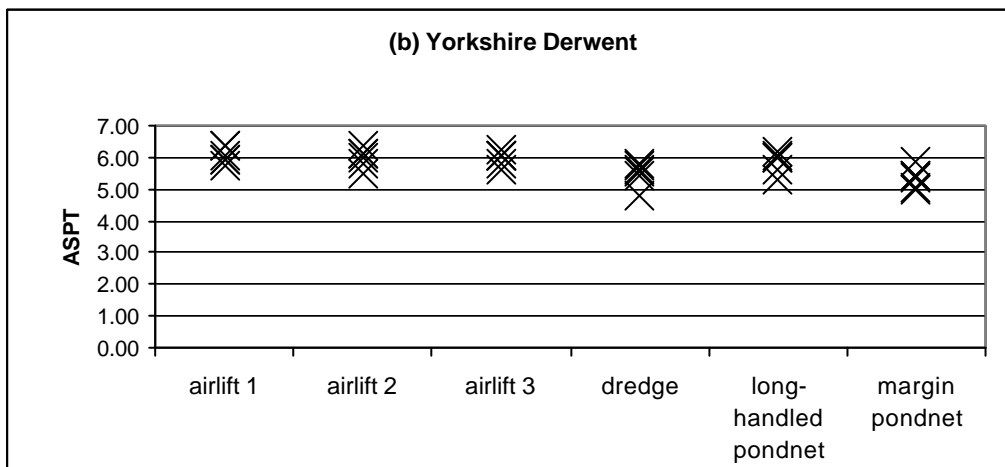 (b) Yorkshire Derwent
7.00
6.00
5.00
4.00
3.00
2.00
1.00
0.00
ASPT
airlift 1
airlift 2
airlift 3
dredge
long-
handled
pondnet
margin
pondnet